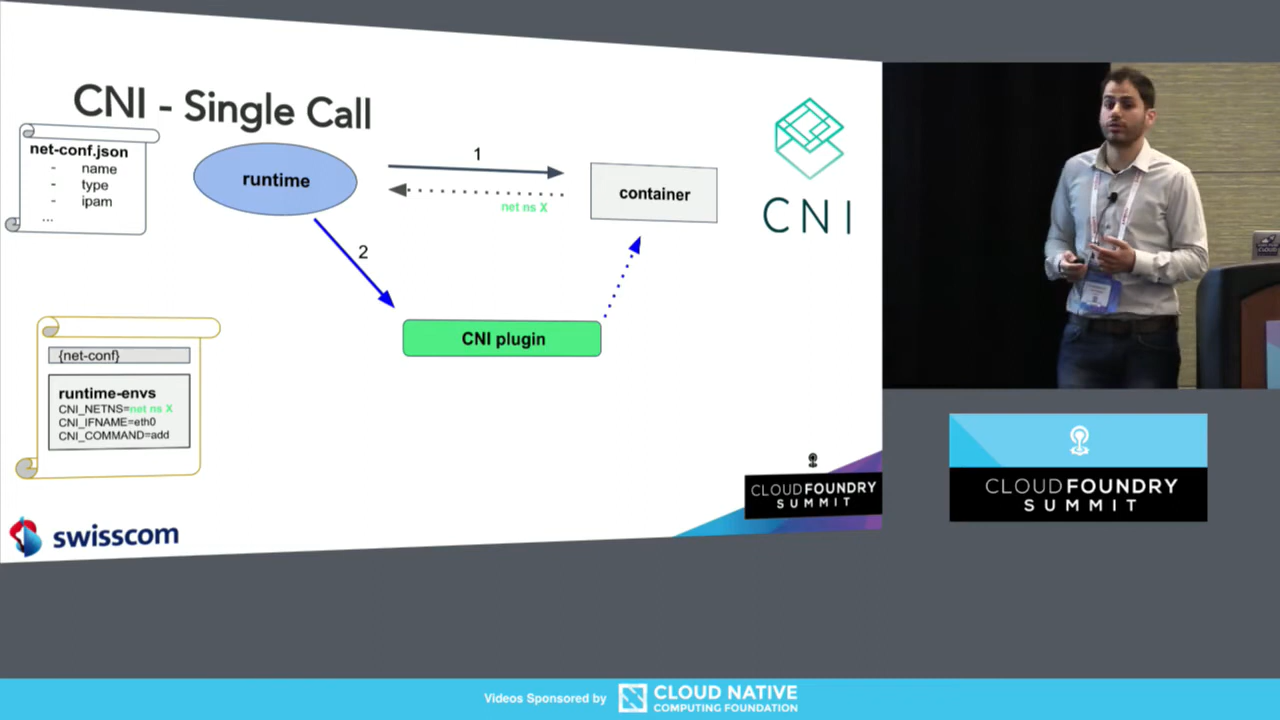 CNI - Single Call
net-conf.json
- name
- type
- ipam
...
runtime
1
net ns X
container
CNI
2
CNI plugin
{net-conf}
runtime-envs
CNI_NETNS=net ns X
CNI_IFNAME=eth0
CNI_COMMAND=add
swisscom
CLOUDFOUNDRY
SUMMIT
CLOUDFOUNDRY
SUMMIT
Videos Sponsored by
CLOUD NATIVE
COMPUTING FOUNDATION